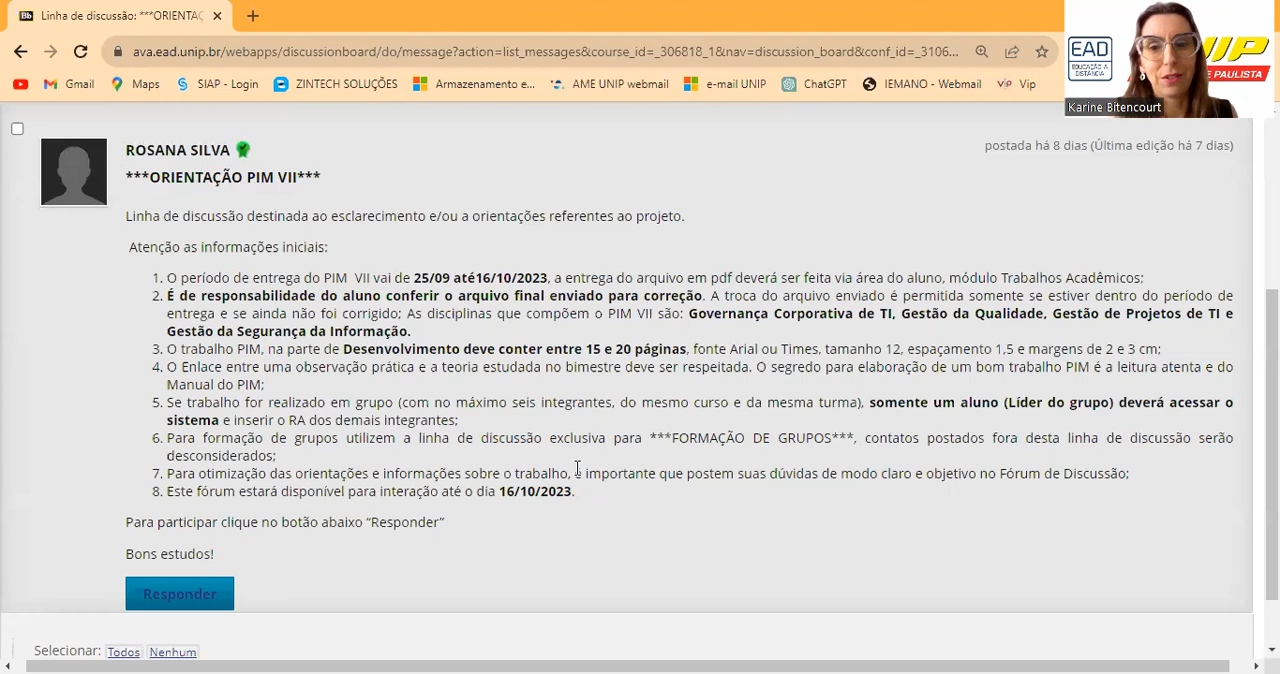 Linha de discussão: ***ORIENTAÇ
ava.ead.unip.br/webapps/discussionboard/do/message?action=list_messages&course_id=_306818_1&nav=discussion_board&conf_id=_3106...
Gmail Maps SIAP - Login ZINTECH SOLUÇÕES Armazenamento e... AME UNIP webmail e-mail UNIP ChatGPT IEMANO - Webmail Vip
EAD
EDUCAÇÃO A
DISTÂNCIA
Karine Bitencourt
ROSANA SILVA
postada há 8 dias (Última edição há 7 dias)
***ORIENTAÇÃO PIM VII***
Linha de discussão destinada ao esclarecimento e/ou a orientações referentes ao projeto.
Atenção as informações iniciais:
1. O período de entrega do PIM VII vai de 25/09 até16/10/2023, a entrega do arquivo em pdf deverá ser feita via área do aluno, módulo Trabalhos Acadêmicos;
2. É de responsabilidade do aluno conferir o arquivo final enviado para correção. A troca do arquivo enviado é permitida somente se estiver dentro do período de
entrega e se ainda não foi corrigido; As disciplinas que compõem o PIM VII são: Governança Corporativa de TI, Gestão da Qualidade, Gestão de Projetos de TI e
Gestão da Segurança da Informação.
3. O trabalho PIM, na parte de Desenvolvimento deve conter entre 15 e 20 páginas, fonte Arial ou Times, tamanho 12, espaçamento 1,5 e margens de 2 e 3 cm;
4. O Enlace entre uma observação prática e a teoria estudada no bimestre deve ser respeitada. O segredo para elaboração de um bom trabalho PIM é a leitura atenta e do
Manual do PIM;
5. Se trabalho for realizado em grupo (com no máximo seis integrantes, do mesmo curso e da mesma turma), somente um aluno (Líder do grupo) deverá acessar o
sistema e inserir o RA dos demais integrantes;
6. Para formação de grupos utilizem a linha de discussão exclusiva para ***FORMAÇÃO DE GRUPOS***, contatos postados fora desta linha de discussão serão
desconsiderados;
7. Para otimização das orientações e informações sobre o trabalho, é importante que postem suas dúvidas de modo claro e objetivo no Fórum de Discussão;
8. Este fórum estará disponível para interação até o dia 16/10/2023.
Para participar clique no botão abaixo “Responder”
Bons estudos!
Responder
Selecionar: Todos Nenhum